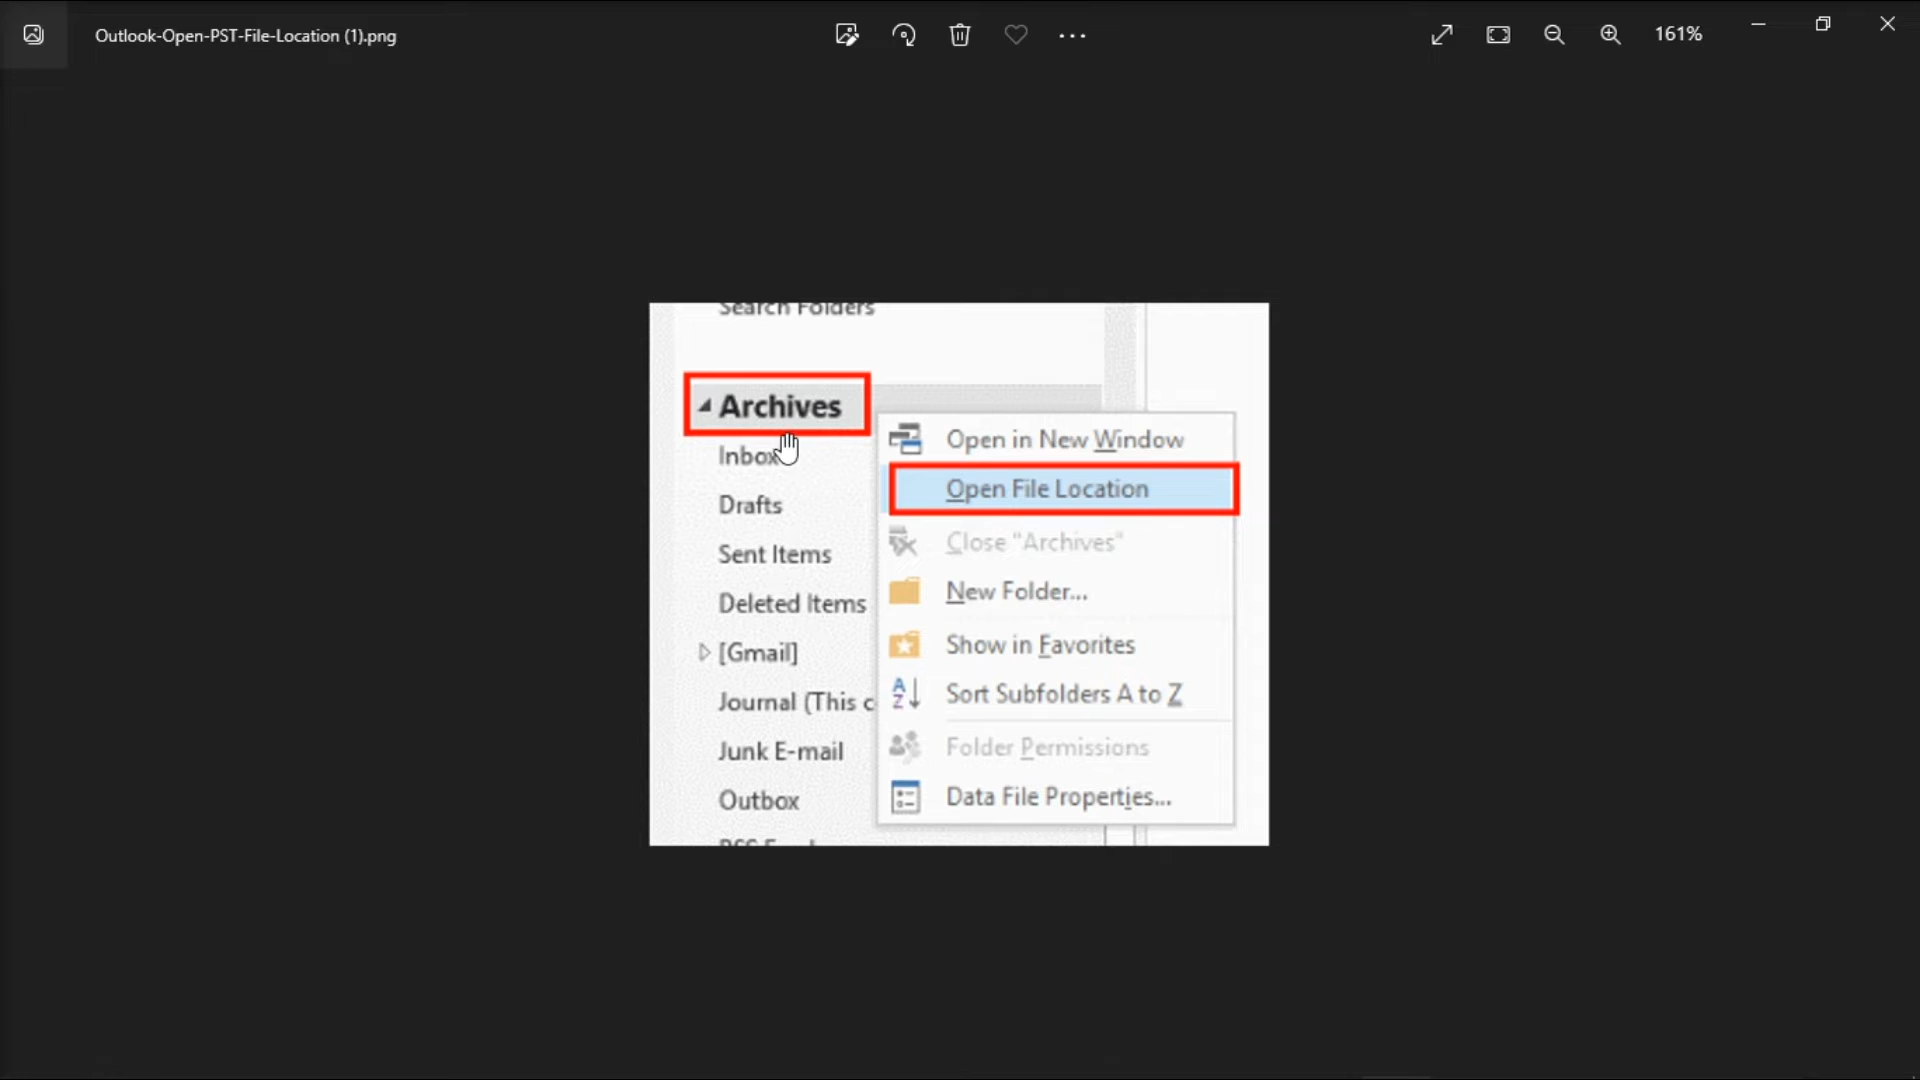 Outlook-Open-PST-File-Location (1).png
161%
Search Folders
Archives
Inbox
Drafts
Sent Items
Deleted Items
[Gmail]
Journal (This c
Junk E-mail
Outbox
Open in New Window
Open File Location
Close "Archives"
New Folder...
Show in Favorites
Sort Subfolders A to Z
Folder Permissions
Data File Properties...